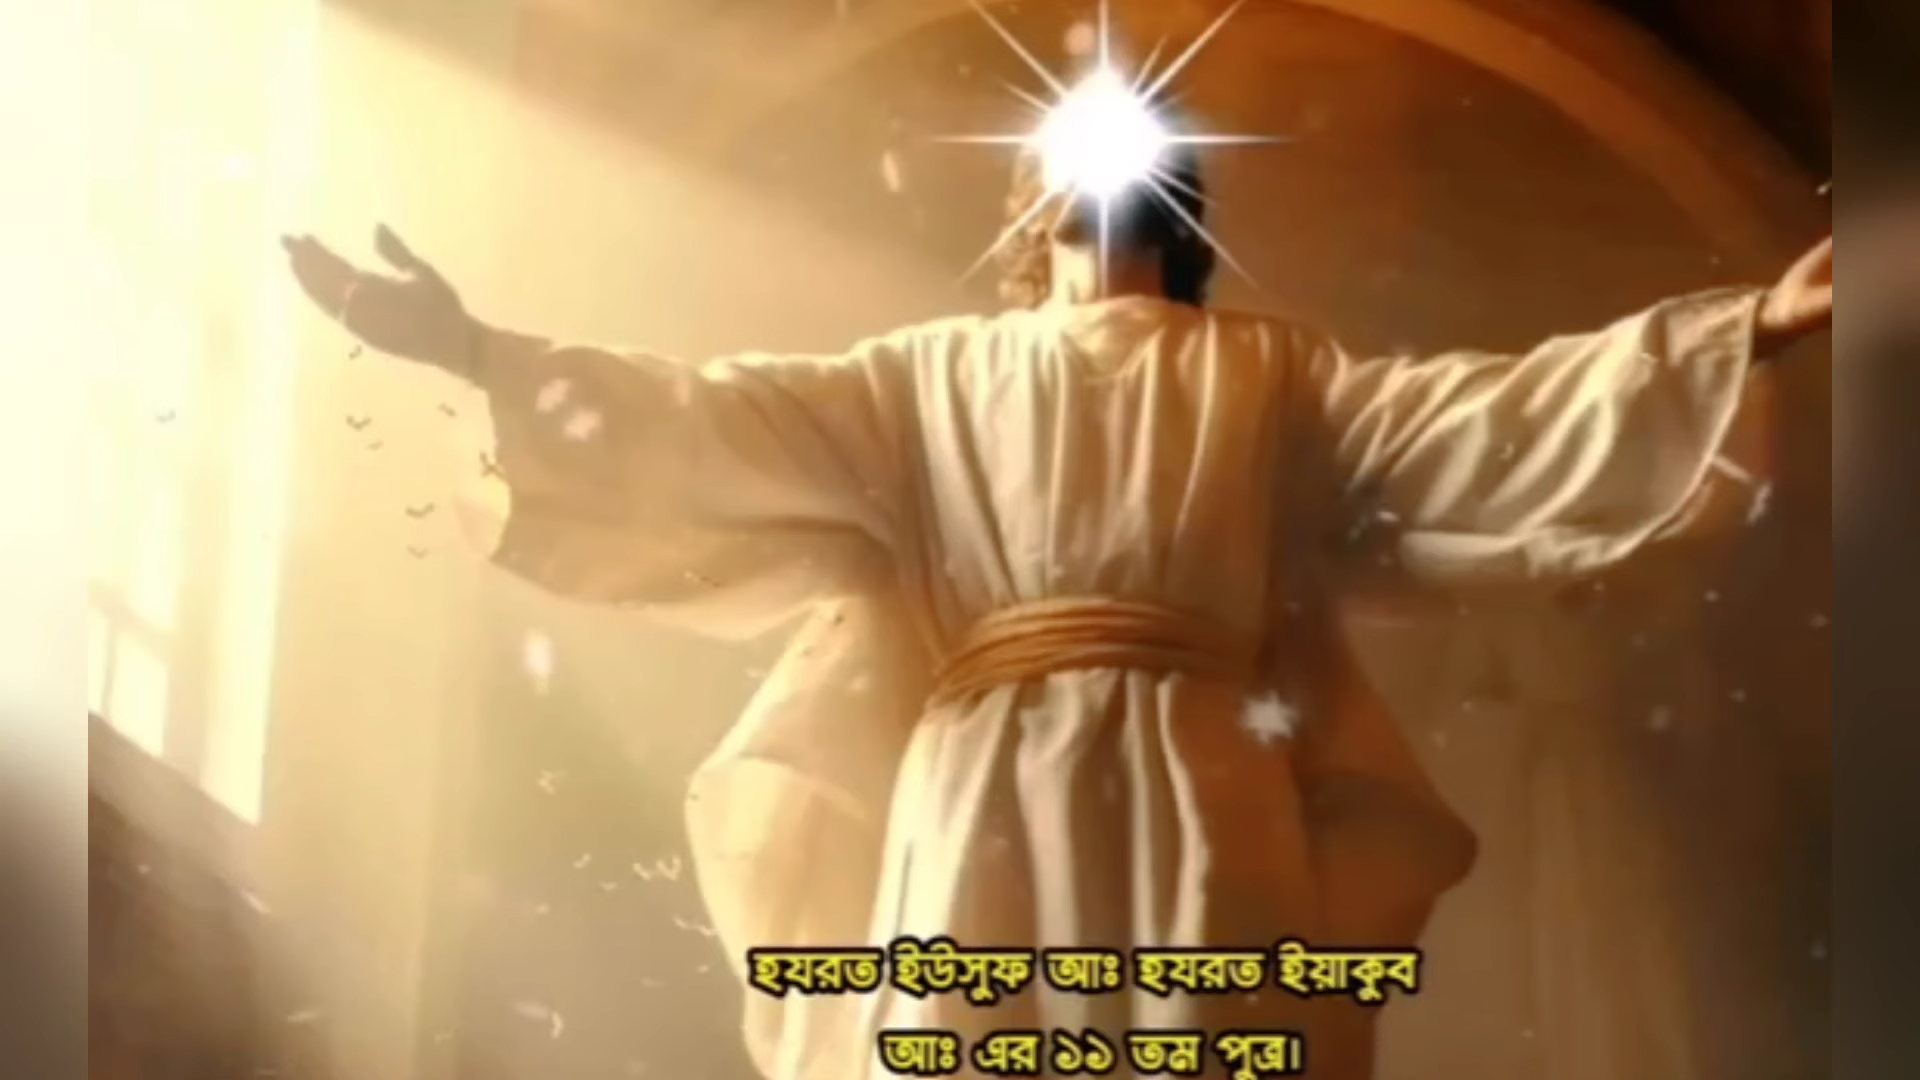 হযরত ইউসুফ আঃ হযরত ইয়াকুব
আঃ এর ১১ তম পুত্র।